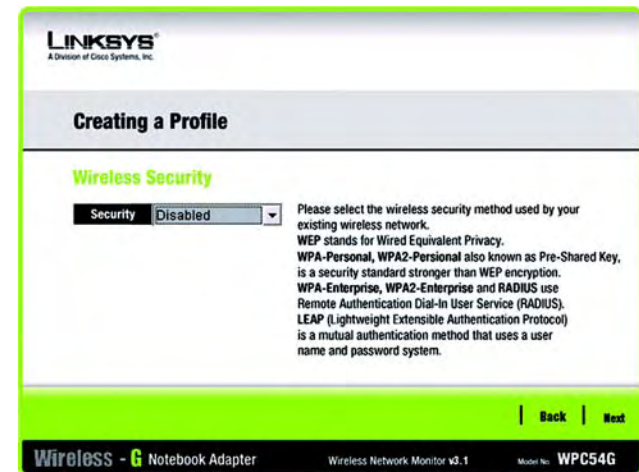 LINKSYS®
A Division of Cisco Systems, Inc.
Creating a Profile
Wireless Security
Security Disabled
Please select the wireless security method used by your
existing wireless network.
WEP stands for Wired Equivalent Privacy.
WPA-Personal, WPA2-Persional also known as Pre-Shared Key,
is a security standard stronger than WEP encryption.
WPA-Enterprise, WPA2-Enterprise and RADIUS use
Remote Authentication Dial-In User Service (RADIUS).
LEAP (Lightweight Extensible Authentication Protocol)
is a mutual authentication method that uses a user
name and password system.
Back Next
Wireless - G Notebook Adapter Wireless Network Monitor v3.1 Model No. WPC54G